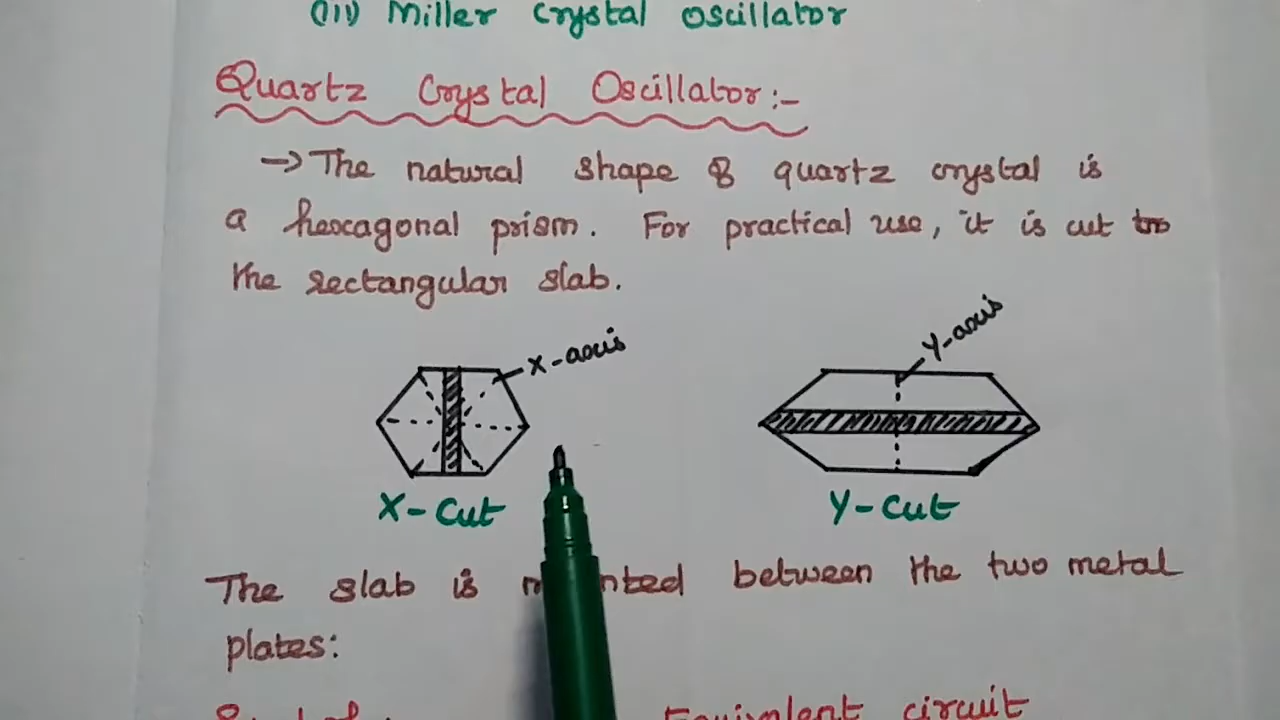 (iii) Miller Crystal oscillator
Quartz Crystal Oscillator:-
→ The natural shape of quartz crystal is
a hexagonal prism. For practical use, it is cut to
the rectangular slab.
X-axis
Y-axis
X-Cut
Y-Cut
The slab is between the two metal
plates:
Equivalent circuit